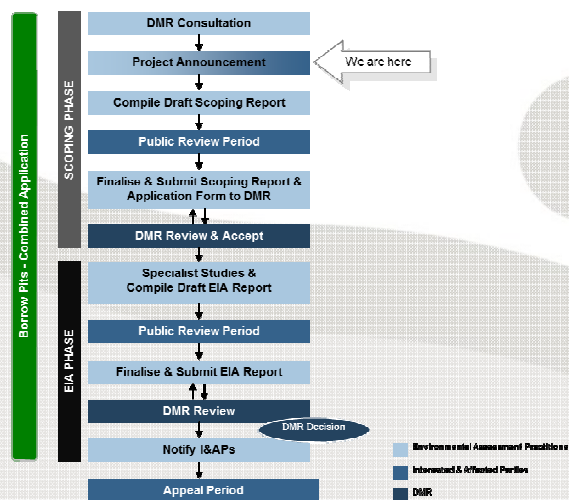 Borrow Pits - Combined Application
SCOPING PHASE
DMR Consultation
Project Announcement
We are here
Compile Draft Scoping Report
Public Review Period
Finalise & Submit Scoping Report &
Application Form to DMR
DMR Review & Accept
EIA PHASE
Specialist Studies &
Compile Draft EIA Report
Public Review Period
Finalise & Submit EIA Report
DMR Review
DMR Decision
Notify I&APs
Appeal Period
Environmental Assessment Practitione
Interested & Affected Parties
DMR